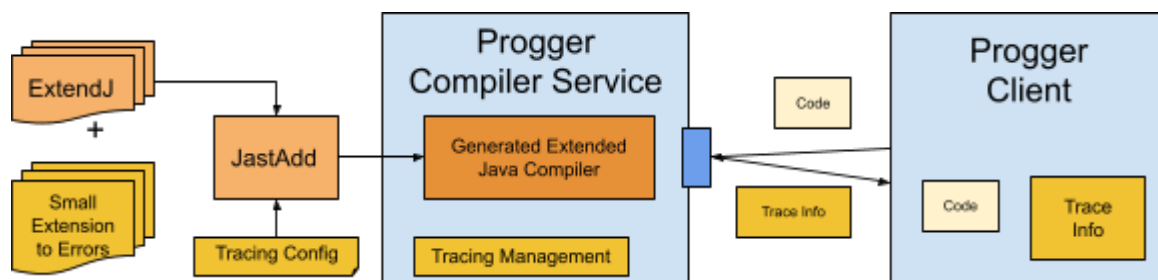 ExtendJ
+
Small
Extension
to Errors
JastAdd
Tracing Config
Progger
Compiler Service
Generated Extended
Java Compiler
Tracing Management
Code
Trace Info
Progger
Client
Code
Trace
Info